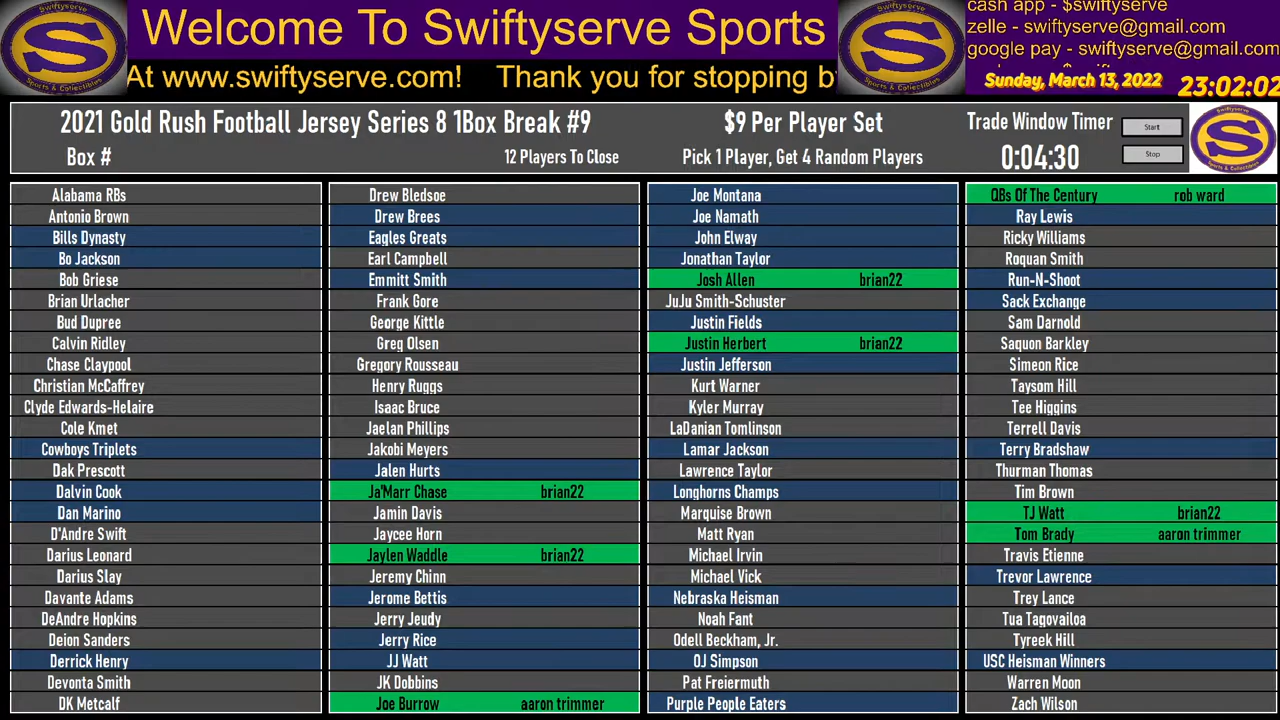 Welcome To Swiftyserve Sports
At www.swiftyserve.com! Thank you for stopping b
cash app - $swiftyserve
zelle - swiftyserve@gmail.com
google pay - swiftyserve@gmail.com
Sunday, March 13, 2022 23:02:02
S
Sports & Collectibles
S
Sports & Collectibles
2021 Gold Rush Football Jersey Series 8 1Box Break #9
Box #
12 Players To Close
$9 Per Player Set
Pick 1 Player, Get 4 Random Players
Trade Window Timer
0:04:30
Start
Stop
Swiftyserve
S
Sports & Collectibles
Alabama RBs
Antonio Brown
Bills Dynasty
Bo Jackson
Bob Griese
Brian Urlacher
Bud Dupree
Calvin Ridley
Chase Claypool
Christian McCaffrey
Clyde Edwards-Helaire
Cole Kmet
Cowboys Triplets
Dak Prescott
Dalvin Cook
Dan Marino
D'Andre Swift
Darius Leonard
Darius Slay
Davante Adams
DeAndre Hopkins
Deion Sanders
Derrick Henry
Devonta Smith
DK Metcalf
Drew Bledsoe
Drew Brees
Eagles Greats
Earl Campbell
Emmitt Smith
Frank Gore
George Kittle
Greg Olsen
Gregory Rousseau
Henry Ruggs
Isaac Bruce
Jaelan Phillips
Jakobi Meyers
Jalen Hurts
Ja'Marr Chase brian22
Jamin Davis
Jaycee Horn
Jaylen Waddle brian22
Jeremy Chinn
Jerome Bettis
Jerry Jeudy
Jerry Rice
JJ Watt
JK Dobbins
Joe Burrow aaron trimmer
Joe Montana
Joe Namath
John Elway
Jonathan Taylor
Josh Allen brian22
JuJu Smith-Schuster
Justin Fields
Justin Herbert brian22
Justin Jefferson
Kurt Warner
Kyler Murray
LaDanian Tomlinson
Lamar Jackson
Lawrence Taylor
Longhorns Champs
Marquise Brown
Matt Ryan
Michael Irvin
Michael Vick
Nebraska Heisman
Noah Fant
Odell Beckham, Jr.
OJ Simpson
Pat Freiermuth
Purple People Eaters
QBs Of The Century rob ward
Ray Lewis
Ricky Williams
Roquan Smith
Run-N-Shoot
Sack Exchange
Sam Darnold
Saquon Barkley
Simeon Rice
Taysom Hill
Tee Higgins
Terrell Davis
Terry Bradshaw
Thurman Thomas
Tim Brown
TJ Watt brian22
Tom Brady aaron trimmer
Travis Etienne
Trevor Lawrence
Trey Lance
Tua Tagovailoa
Tyreek Hill
USC Heisman Winners
Warren Moon
Zach Wilson